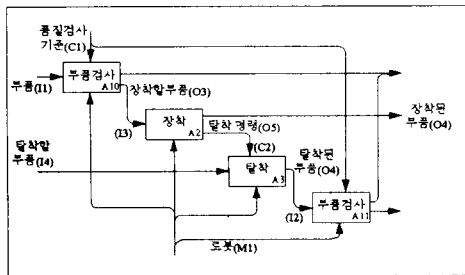 품질검사
기준(C1)
부품(I1)
부품검사
A10
장착할부품(O3)
(I3)
장착
A2
탈착 명령(O5)
장착된
부품(O4)
(C2)
탈착할
부품(I4)
탈착
A3
탈착된
부품(O4)
(I2)
부품검사
A11
로봇(M1)